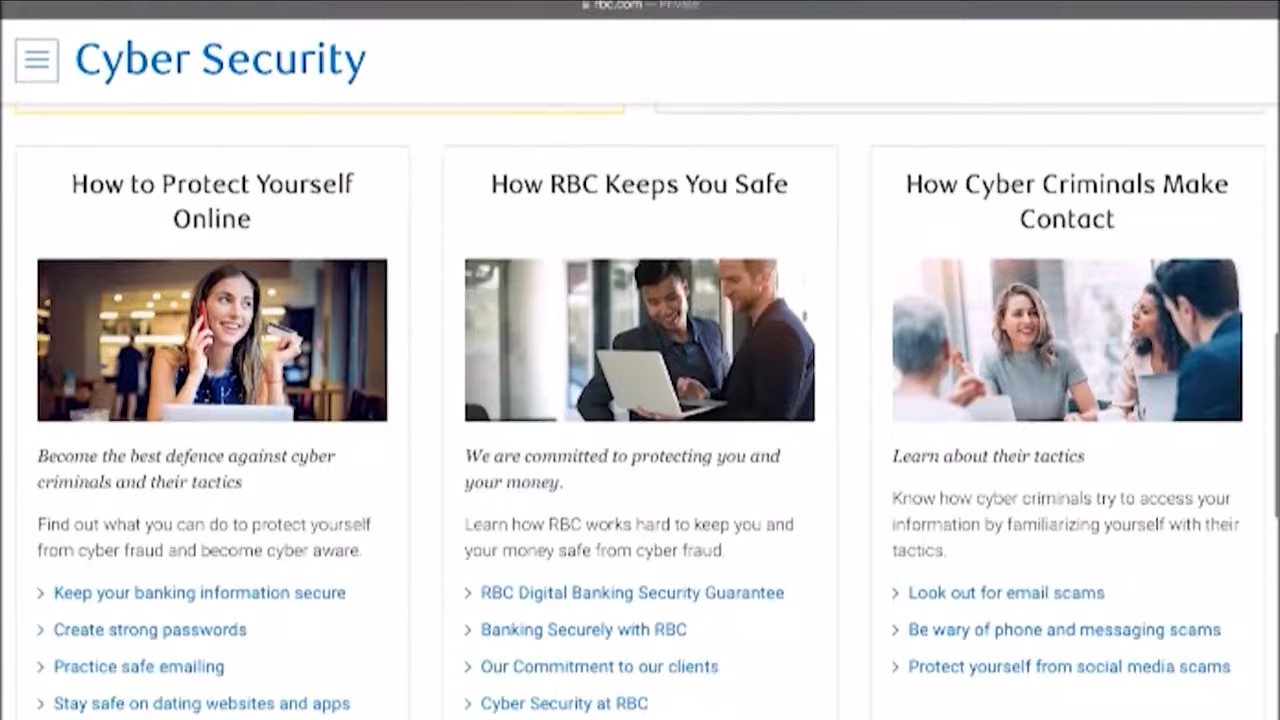 rbc.com — Private
Cyber Security
How to Protect Yourself
Online
Become the best defence against cyber
criminals and their tactics
Find out what you can do to protect yourself
from cyber fraud and become cyber aware.
Keep your banking information secure
Create strong passwords
Practice safe emailing
Stay safe on dating websites and apps
How RBC Keeps You Safe
We are committed to protecting you and
your money.
Learn how RBC works hard to keep you and
your money safe from cyber fraud.
RBC Digital Banking Security Guarantee
Banking Securely with RBC
Our Commitment to our clients
Cyber Security at RBC
How Cyber Criminals Make
Contact
Learn about their tactics
Know how cyber criminals try to access your
information by familiarizing yourself with their
tactics.
Look out for email scams
Be wary of phone and messaging scams
Protect yourself from social media scams